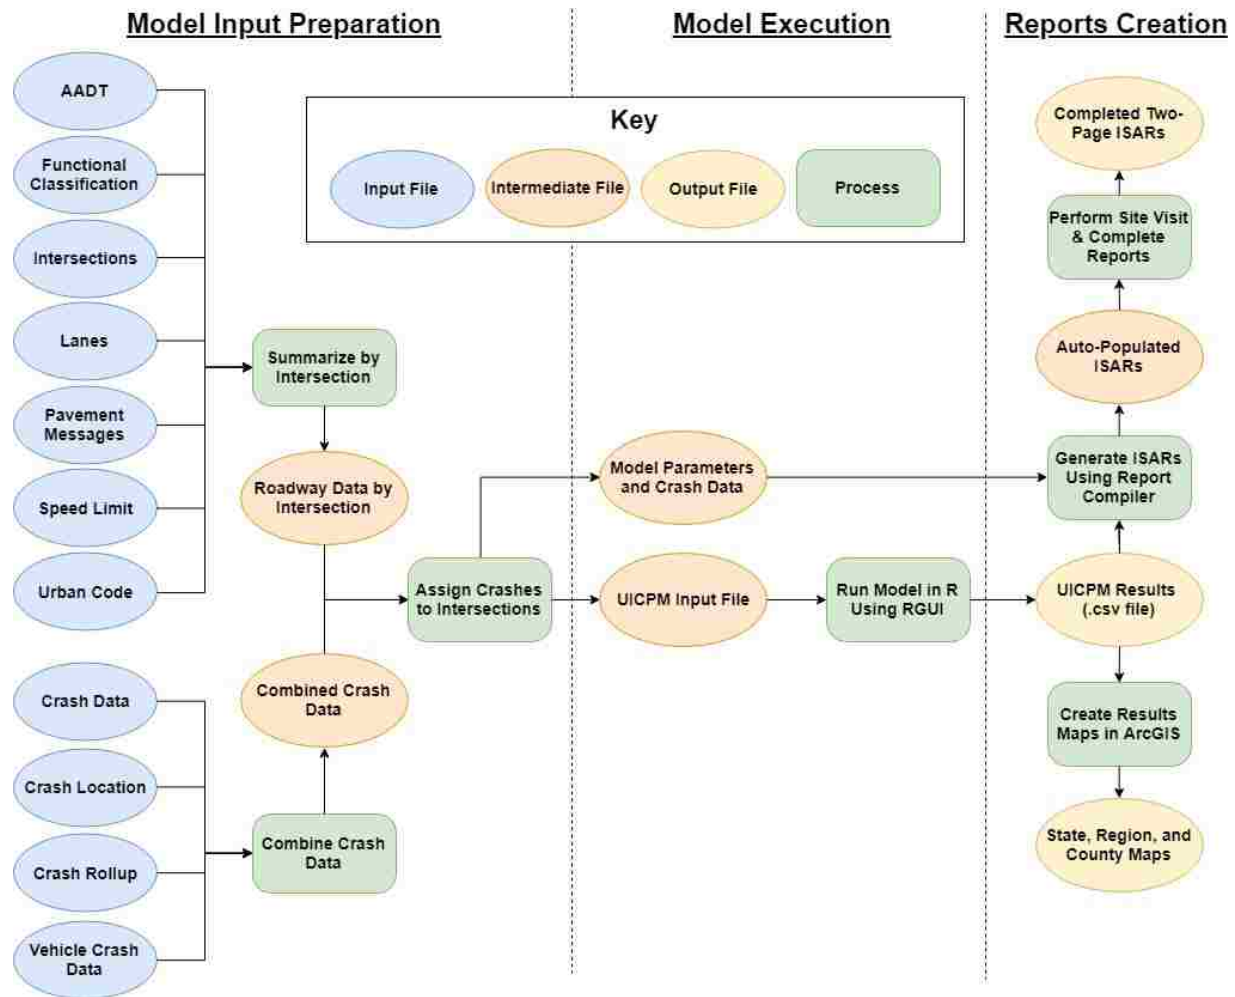 Model Input Preparation
Model Execution
Reports Creation
Key
Input File
Intermediate File
Output File
Process
AADT
Functional
Classification
Intersections
Lanes
Pavement
Messages
Speed Limit
Urban Code
Summarize by
Intersection
Roadway Data by
Intersection
Crash Data
Crash Location
Crash Rollup
Vehicle Crash
Data
Combine Crash
Data
Combined Crash
Data
Assign Crashes
to Intersections
Model Parameters
and Crash Data
UICPM Input File
Run Model in R
Using RGUI
Completed Two-
Page ISARs
Perform Site Visit
& Complete
Reports
Auto-Populated
ISARs
Generate ISARs
Using Report
Compiler
UICPM Results
(.csv file)
Create Results
Maps in ArcGIS
State, Region, and
County Maps